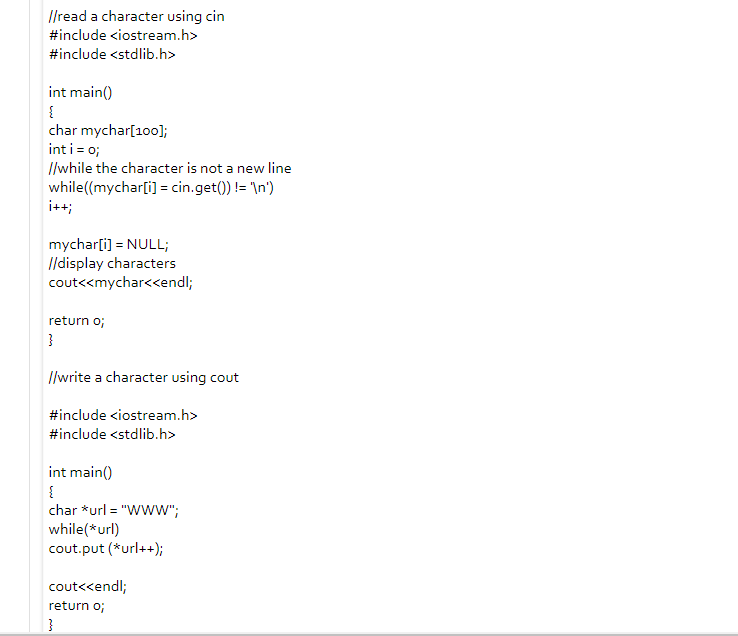 //read a character using cin
#include <iostream.h>
#include <stdlib.h>
int main()
{
char mychar[100];
int i = 0;
//while the character is not a new line
while((mychar[i] = cin.get()) != '\n')
i++;
mychar[i] = NULL;
//display characters
cout<<mychar<<endl;
return 0;
}
//write a character using cout
#include <iostream.h>
#include <stdlib.h>
int main()
{
char *url = "WWW";
while(*url)
cout.put (*url++);
cout<<endl;
return 0;
}